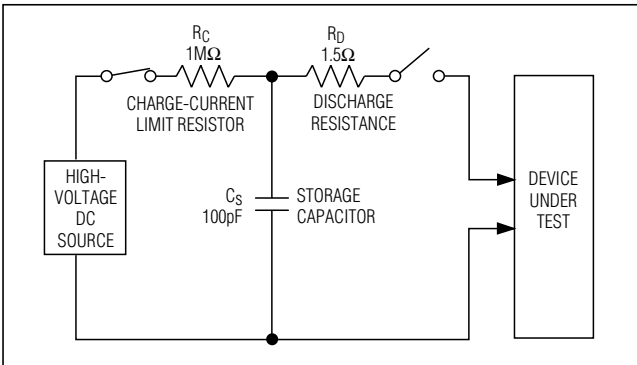 RC
1MΩ
CHARGE-CURRENT
LIMIT RESISTOR
RD
1.5Ω
DISCHARGE
RESISTANCE
HIGH-
VOLTAGE
DC
SOURCE
CS
100pF
STORAGE
CAPACITOR
DEVICE
UNDER
TEST